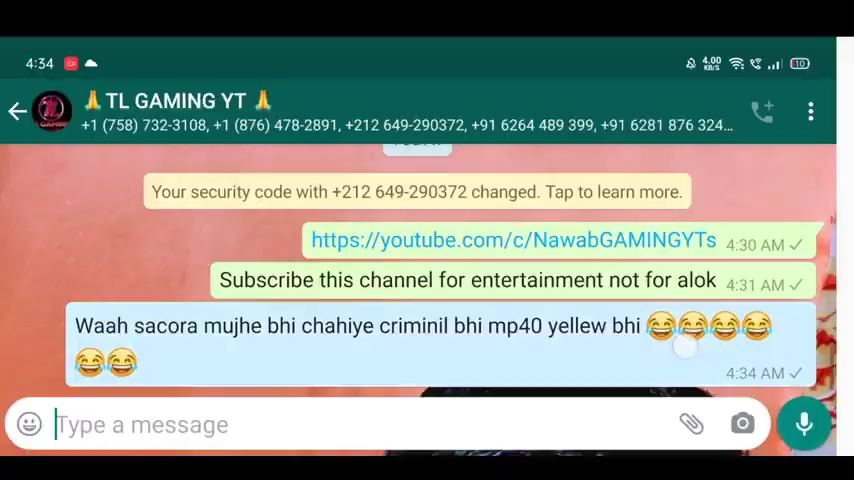 4:34
4.00
KB/S
10
🙏TL GAMING YT 🙏
+1 (758) 732-3108, +1 (876) 478-2891, +212 649-290372, +91 6264 489 399, +91 6281 876 324...
Your security code with +212 649-290372 changed. Tap to learn more.
https://youtube.com/c/NawabGAMINGYTs 4:30 AM
Subscribe this channel for entertainment not for alok 4:31 AM
Waah sacora mujhe bhi chahiye criminil bhi mp40 yellew bhi 😂😂😂😂
😂😂
4:34 AM
Type a message